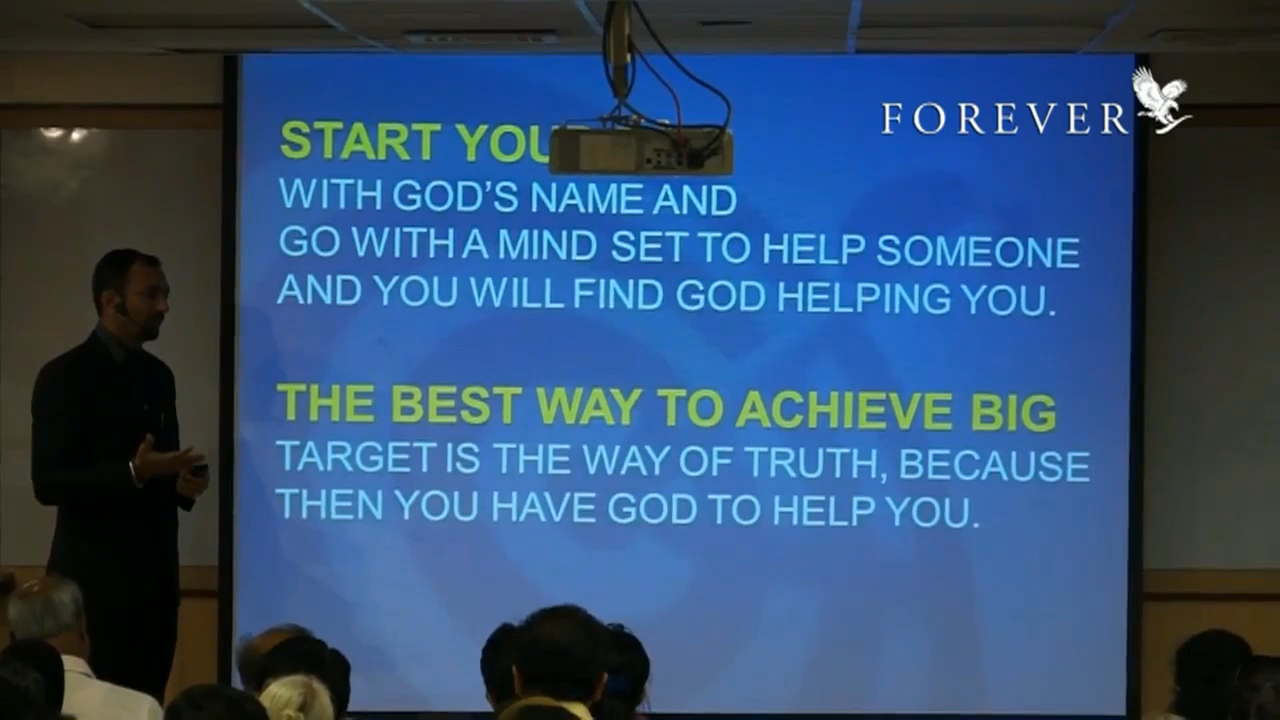 FOREVER
START YOU
WITH GOD'S NAME AND
GO WITH A MIND SET TO HELP SOMEONE
AND YOU WILL FIND GOD HELPING YOU.
THE BEST WAY TO ACHIEVE BIG
TARGET IS THE WAY OF TRUTH, BECAUSE
THEN YOU HAVE GOD TO HELP YOU.